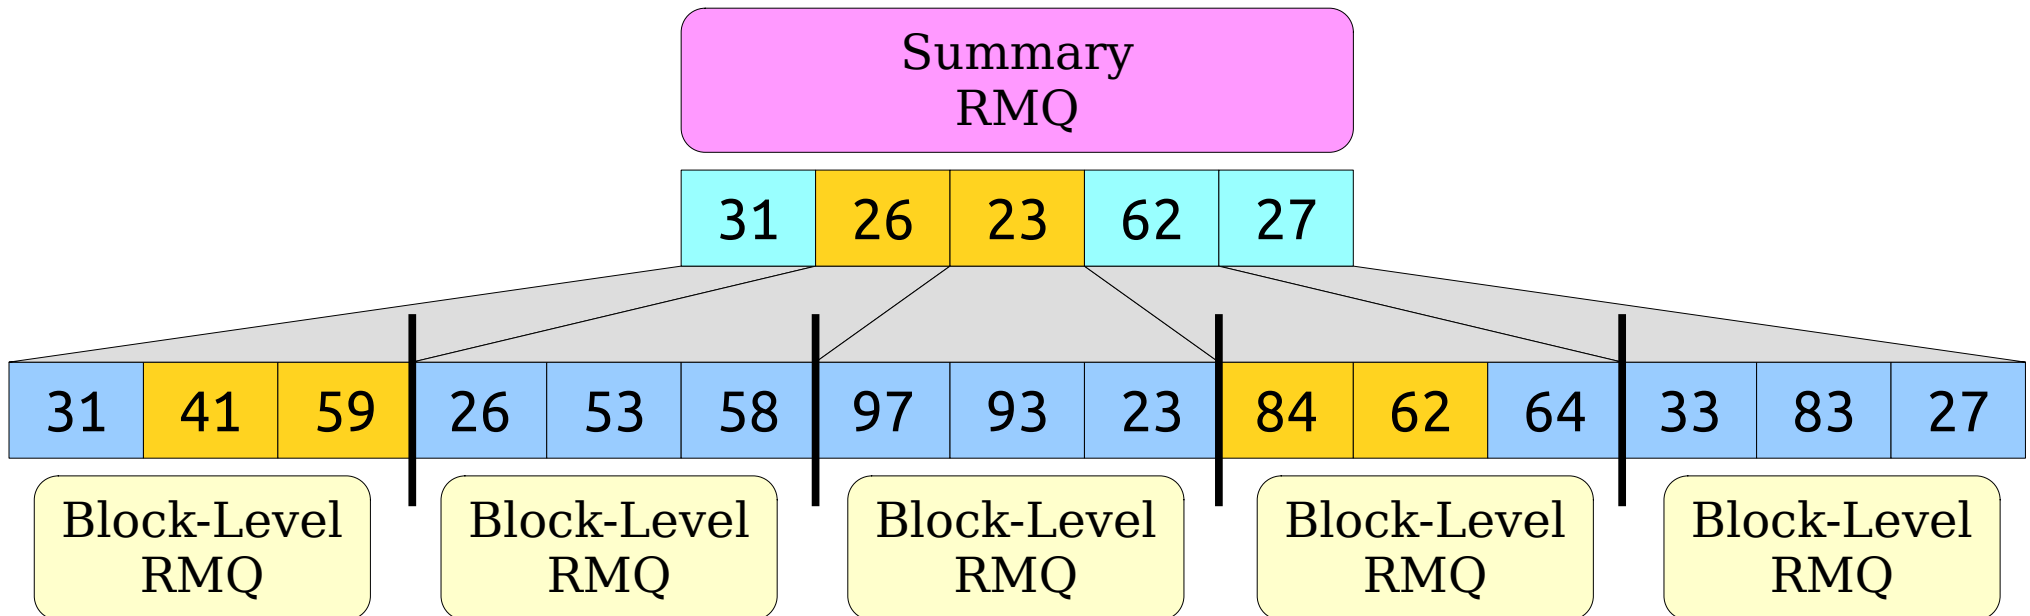 Summary
RMQ
31 26 23 62 27
31 41 59 26 53 58 97 93 23 84 62 64 33 83 27
Block-Level Block-Level Block-Level Block-Level Block-Level
RMQ RMQ RMQ RMQ RMQ